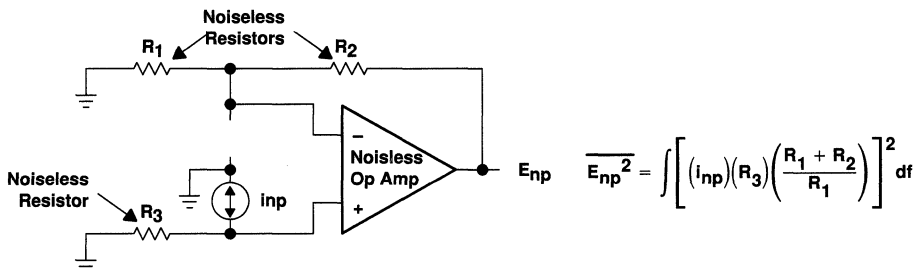 Noiseless
Resistors
R1
R2
−
Noisless
Op Amp
+
Enp
Noiseless
Resistor
R3
inp
Enp² = ∫[(inp)(R3)((R1 + R2)/R1)]² df